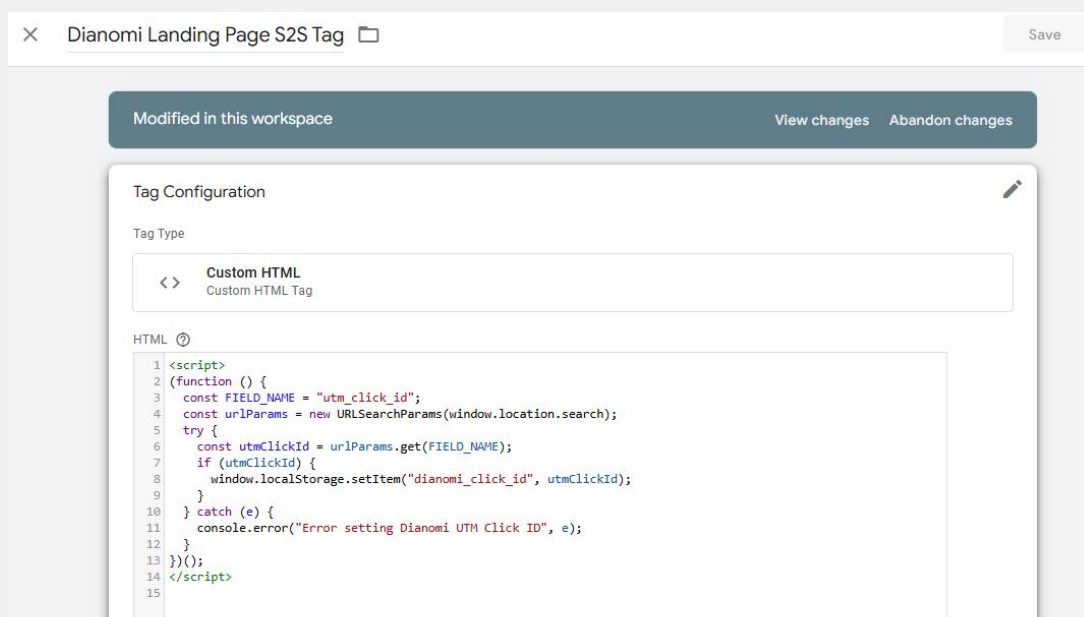 Dianomi Landing Page S2S Tag
Save
Modified in this workspace
View changes Abandon changes
Tag Configuration
Tag Type
Custom HTML
Custom HTML Tag
HTML
1 <script>
2 (function () {
3   const FIELD_NAME = "utm_click_id";
4   const urlParams = new URLSearchParams(window.location.search);
5   try {
6     const utmClickId = urlParams.get(FIELD_NAME);
7     if (utmClickId) {
8       window.localStorage.setItem("dianomi_click_id", utmClickId);
9     }
10   } catch (e) {
11     console.error("Error setting Dianomi UTM Click ID", e);
12   }
13 })();
14 </script>
15